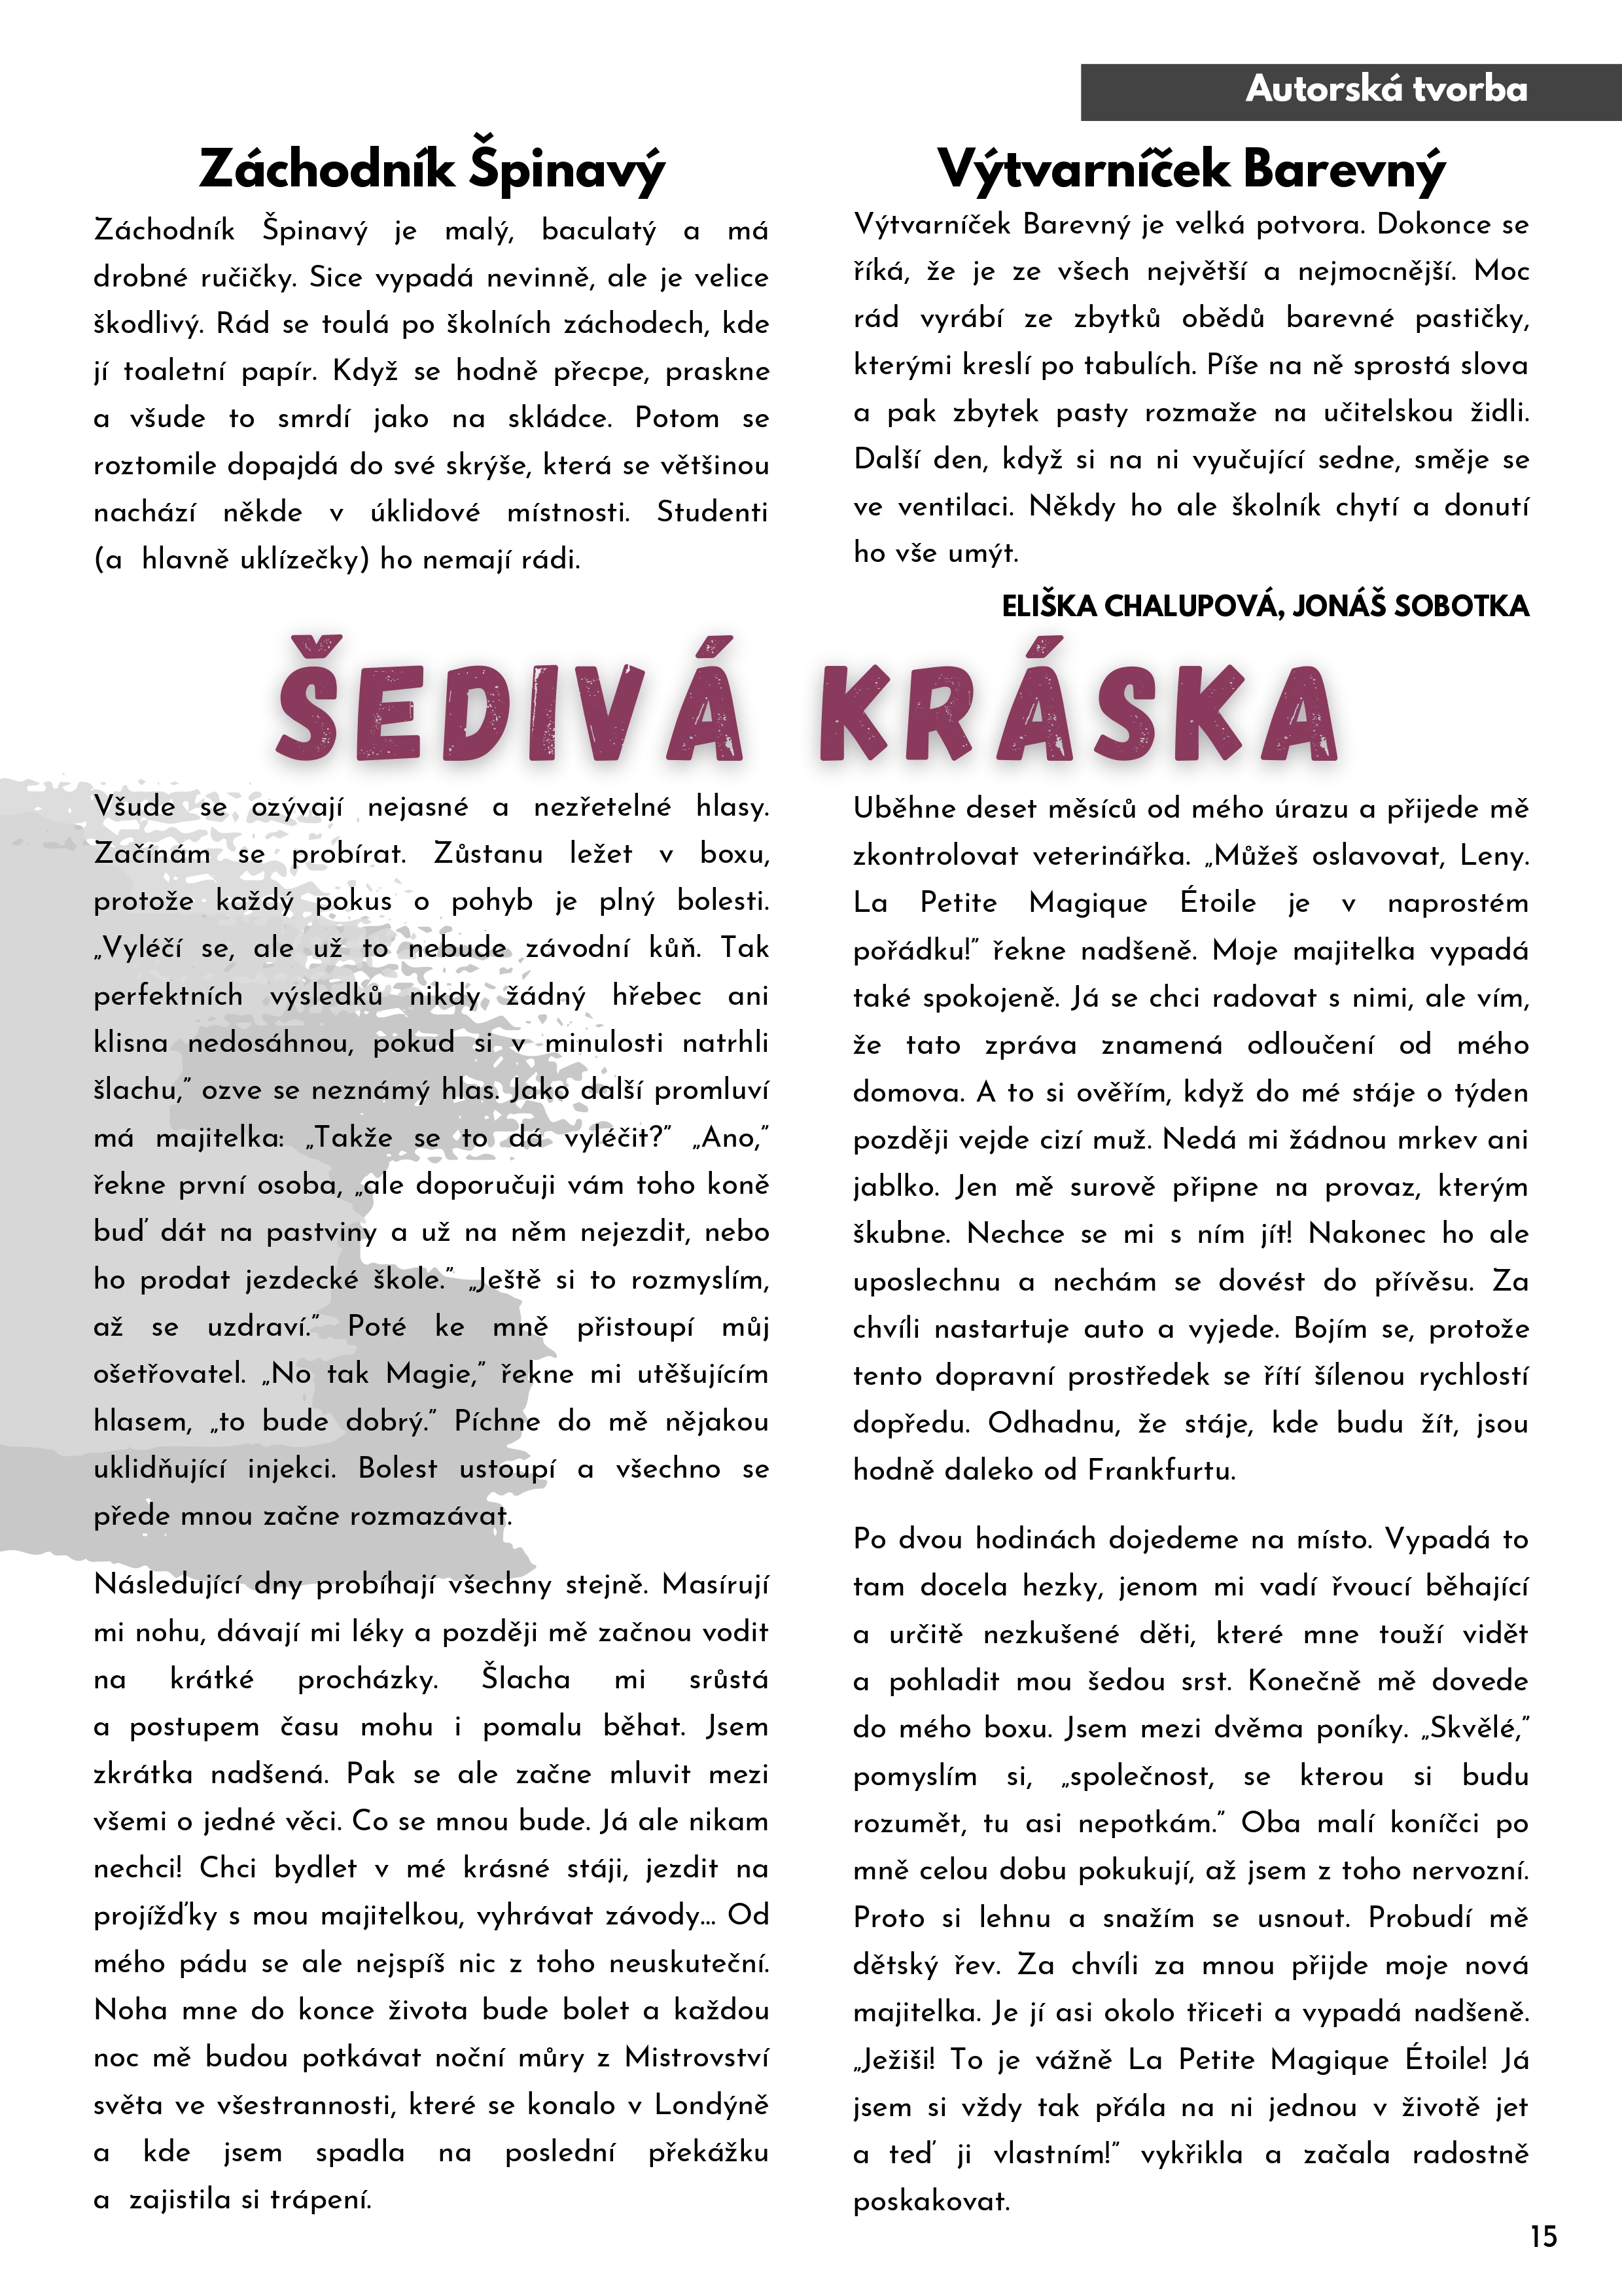 Autorská tvorba
Záchodník Špinavý
Záchodník Špinavý je malý, baculatý a má
drobné ručičky. Sice vypadá nevinně, ale je velice
škodlivý. Rád se toulá po školních záchodech, kde
jí toaletní papír. Když se hodně přecpe, praskne
a všude to smrdí jako na skládce. Potom se
roztomile dopajdá do své skrýše, která se většinou
nachází někde v úklidové místnosti. Studenti
(a hlavně uklízečky) ho nemají rádi.
Výtvarníček Barevný
Výtvarníček Barevný je velká potvora. Dokonce se
říká, že je ze všech největší a nejmocnější. Moc
rád vyrábí ze zbytků obědů barevné pastičky,
kterými kreslí po tabulích. Píše na ně sprostá slova
a pak zbytek pasty rozmaže na učitelskou židli.
Další den, když si na ni vyučující sedne, směje se
ve ventilaci. Někdy ho ale školník chytí a donutí
ho vše umýt.
ELIŠKA CHALUPOVÁ, JONÁŠ SOBOTKA
ŠEDIVÁ KRÁSKA
Všude se ozývají nejasné a nezřetelné hlasy.
Začínám se probírat. Zůstanu ležet v boxu,
protože každý pokus o pohyb je plný bolesti.
„Vyléčí se, ale už to nebude závodní kůň. Tak
perfektních výsledků nikdy žádný hřebec ani
klisna nedosáhnou, pokud si v minulosti natrhli
šlachu,” ozve se neznámý hlas. Jako další promluví
má majitelka: „Takže se to dá vyléčit?” „Ano,”
řekne první osoba, „ale doporučuji vám toho koně
buď dát na pastviny a už na něm nejezdit, nebo
ho prodat jezdecké škole.” „Ještě si to rozmyslím,
až se uzdraví.” Poté ke mně přistoupí můj
ošetřovatel. „No tak Magie,” řekne mi utěšujícím
hlasem, „to bude dobrý.” Píchne do mě nějakou
uklidňující injekci. Bolest ustoupí a všechno se
přede mnou začne rozmazávat.
Následující dny probíhají všechny stejně. Masírují
mi nohu, dávají mi léky a později mě začnou vodit
na krátké procházky. Šlacha mi srůstá
a postupem času mohu i pomalu běhat. Jsem
zkrátka nadšená. Pak se ale začne mluvit mezi
všemi o jedné věci. Co se mnou bude. Já ale nikam
nechci! Chci bydlet v mé krásné stáji, jezdit na
projížďky s mou majitelkou, vyhrávat závody... Od
mého pádu se ale nejspíš nic z toho neuskuteční.
Noha mne do konce života bude bolet a každou
noc mě budou potkávat noční můry z Mistrovství
světa ve všestrannosti, které se konalo v Londýně
a kde jsem spadla na poslední překážku
a zajistila si trápení.
Uběhne deset měsíců od mého úrazu a přijede mě
zkontrolovat veterinářka. „Můžeš oslavovat, Leny.
La Petite Magique Étoile je v naprostém
pořádku!” řekne nadšeně. Moje majitelka vypadá
také spokojeně. Já se chci radovat s nimi, ale vím,
že tato zpráva znamená odloučení od mého
domova. A to si ověřím, když do mé stáje o týden
později vejde cizí muž. Nedá mi žádnou mrkev ani
jablko. Jen mě surově připne na provaz, kterým
škubne. Nechce se mi s ním jít! Nakonec ho ale
uposlechnu a nechám se dovést do přívěsu. Za
chvíli nastartuje auto a vyjede. Bojím se, protože
tento dopravní prostředek se řítí šílenou rychlostí
dopředu. Odhadnu, že stáje, kde budu žít, jsou
hodně daleko od Frankfurtu.
Po dvou hodinách dojedeme na místo. Vypadá to
tam docela hezky, jenom mi vadí řvoucí běhající
a určitě nezkušené děti, které mne touží vidět
a pohladit mou šedou srst. Konečně mě dovede
do mého boxu. Jsem mezi dvěma poníky. „Skvělé,”
pomyslím si, „společnost, se kterou si budu
rozumět, tu asi nepotkám.” Oba malí koníčci po
mně celou dobu pokukují, až jsem z toho nervozní.
Proto si lehnu a snažím se usnout. Probudí mě
dětský řev. Za chvíli za mnou přijde moje nová
majitelka. Je jí asi okolo třiceti a vypadá nadšeně.
„Ježiši! To je vážně La Petite Magique Étoile! Já
jsem si vždy tak přála na ni jednou v životě jet
a teď ji vlastním!” vykřikla a začala radostně
poskakovat.
15